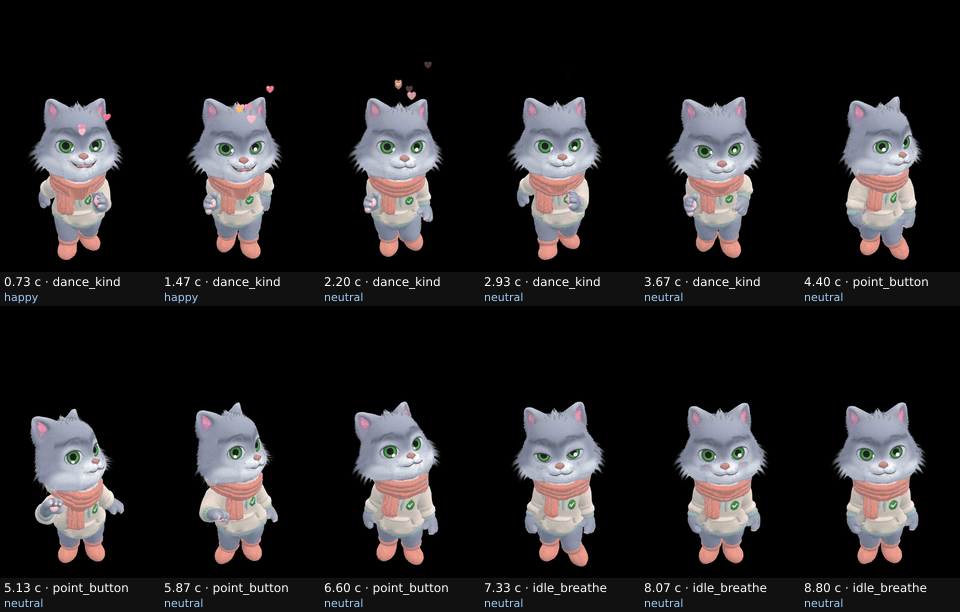 0.73 c · dance_kind
happy
1.47 c · dance_kind
happy
2.20 c · dance_kind
neutral
2.93 c · dance_kind
neutral
3.67 c · dance_kind
neutral
4.40 c · point_button
neutral
5.13 c · point_button
neutral
5.87 c · point_button
neutral
6.60 c · point_button
neutral
7.33 c · idle_breathe
neutral
8.07 c · idle_breathe
neutral
8.80 c · idle_breathe
neutral